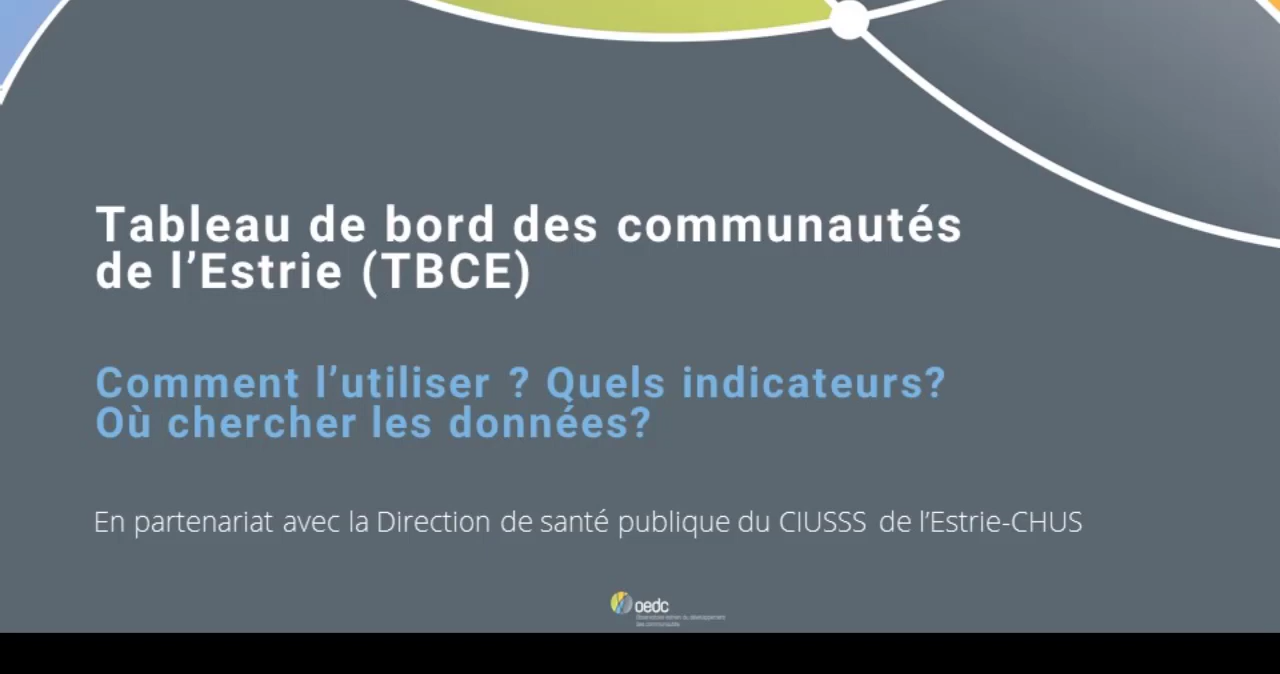 Tableau de bord des communautés
de l’Estrie (TBCE)
Comment l’utiliser ? Quels indicateurs?
Où chercher les données?
En partenariat avec la Direction de santé publique du CIUSSS de l’Estrie-CHUS
oedc